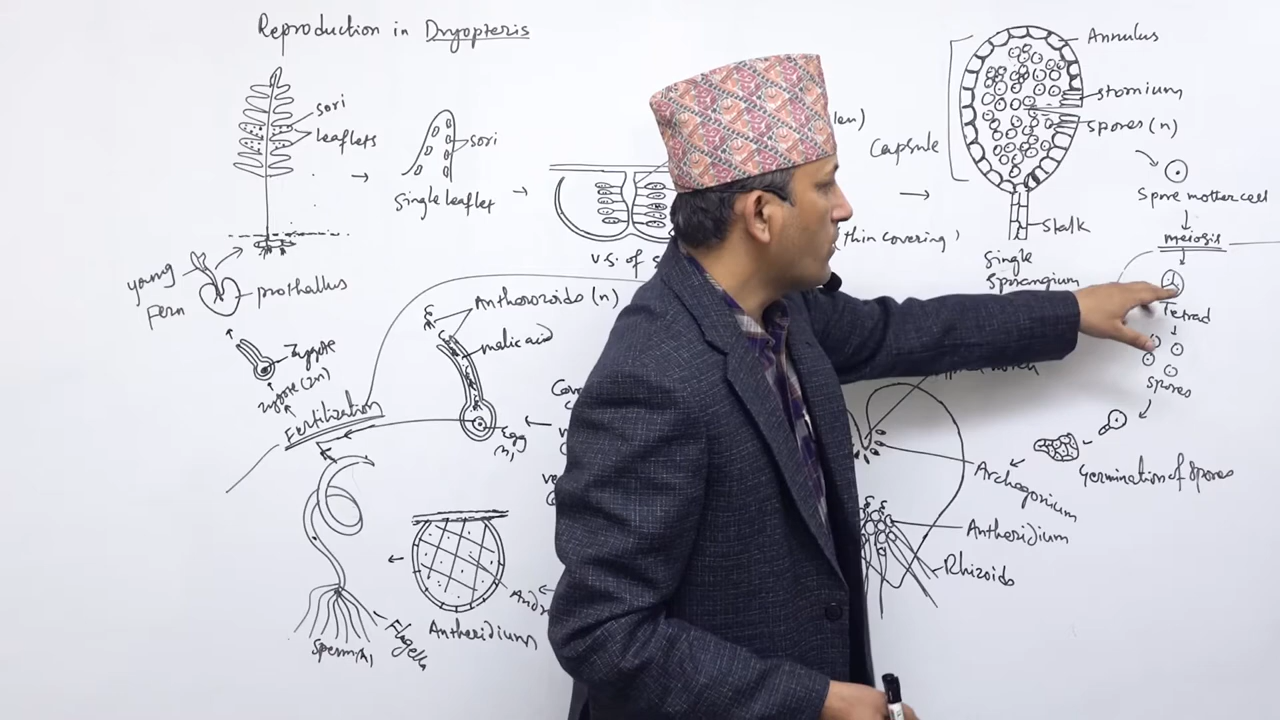 Reproduction in Dryopteris
sori
leaflets
sori
Single leaflet
v.s. of
(thin covering)
Capsule
Annulus
stomium
spores (n)
stalk
Single
Sporangium
Spore mother cell
meiosis
Tetrad
spores
Germination of spores
Archegonium
Antheridium
Rhizoids
young
Fern
prothallus
Zygote
zygote (2n)
Fertilization
Antherozoids (n)
malic acid
Egg
Antheridium
Flagella
Sperm